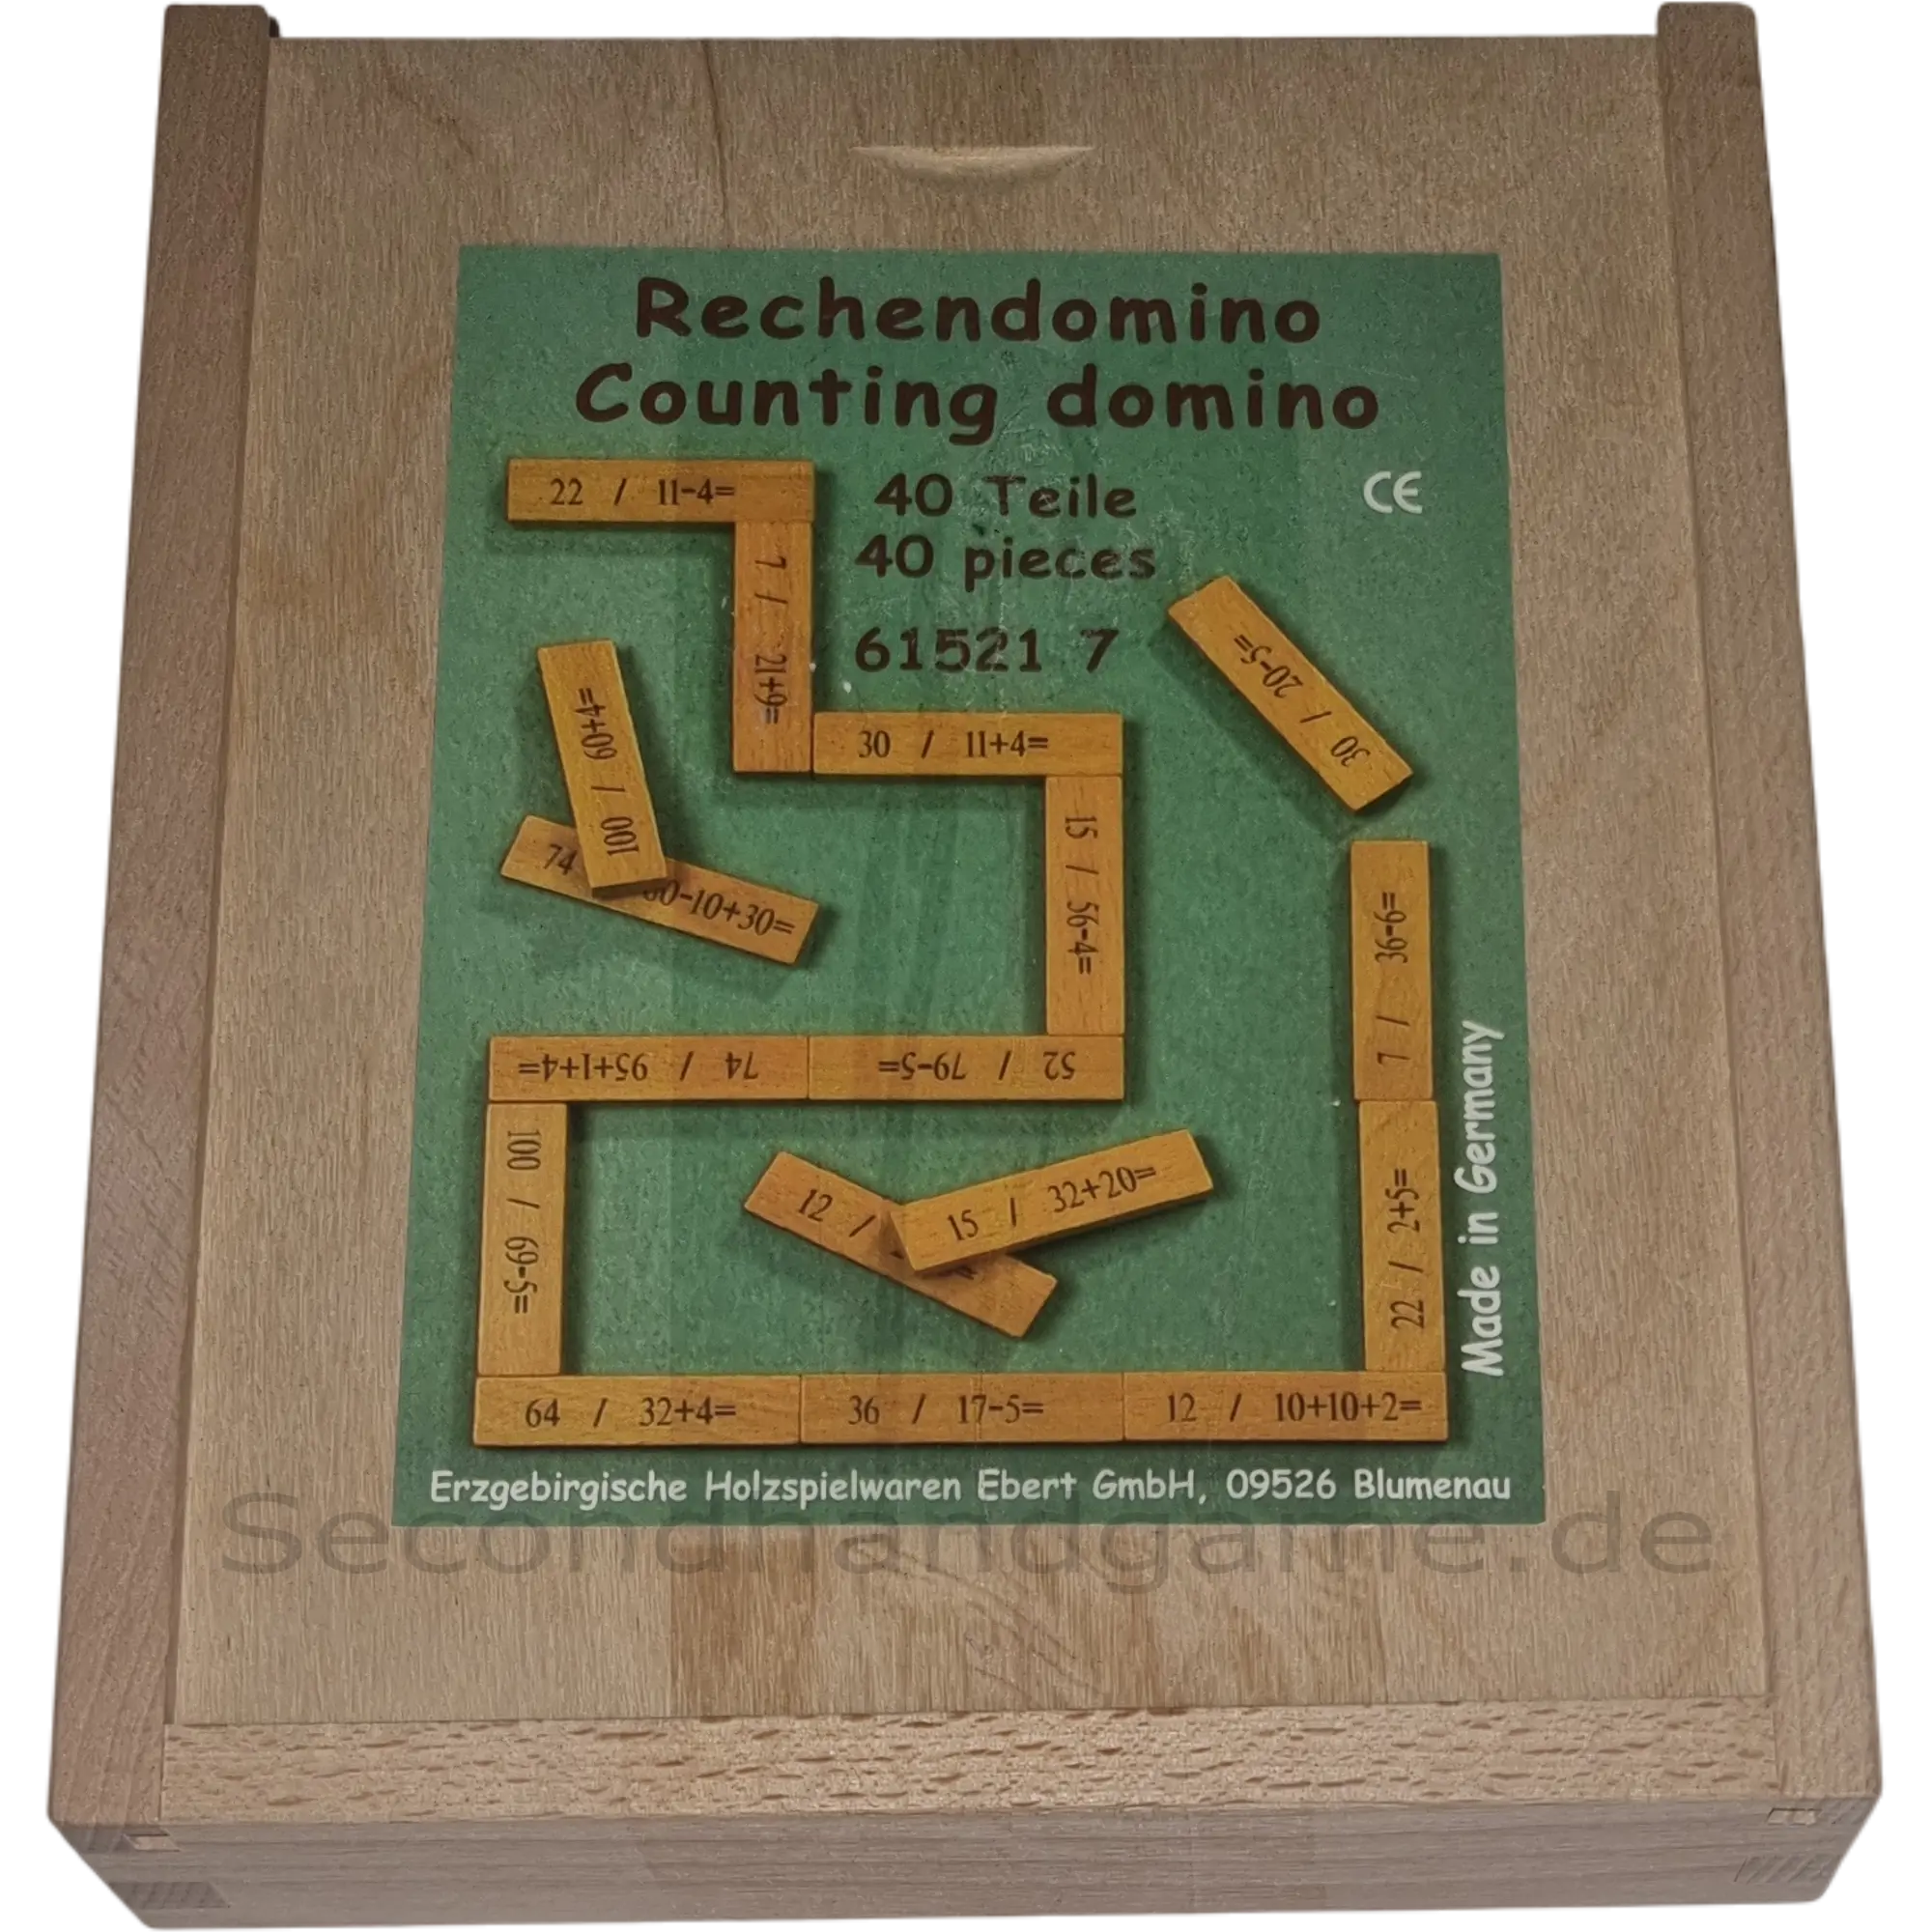 Rechendomino
Counting domino
CE
40 Teile
40 pieces
61521 7
22 / 11-4=
7 / 21+9=
30 / 11+4=
15 / 56-4=
52 / 79-5=
74 / 95+1+4=
100 / 69-5=
64 / 32+4=
36 / 17-5=
12 / 10+10+2=
22 / 2+5=
7 / 36-6=
30 / 20-5=
100 / 60+4=
74
-10+30=
12 /
15 / 32+20=
Made in Germany
Erzgebirgische Holzspielwaren Ebert GmbH, 09526 Blumenau
Secondhandgame.de